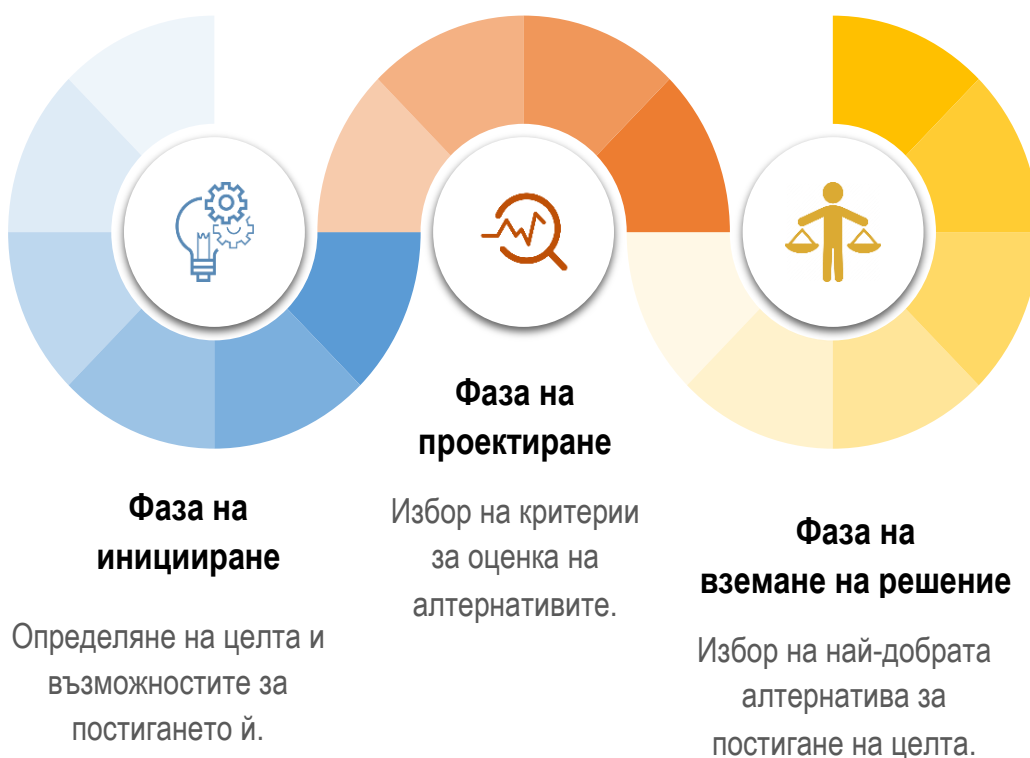 Фаза на
инициране
Определяне на целта и
възможностите за
постигането ѝ.
Фаза на
проектиране
Избор на критерии
за оценка на
алтернативите.
Фаза на
вземане на решение
Избор на най-добрата
алтернатива за
постигане на целта.